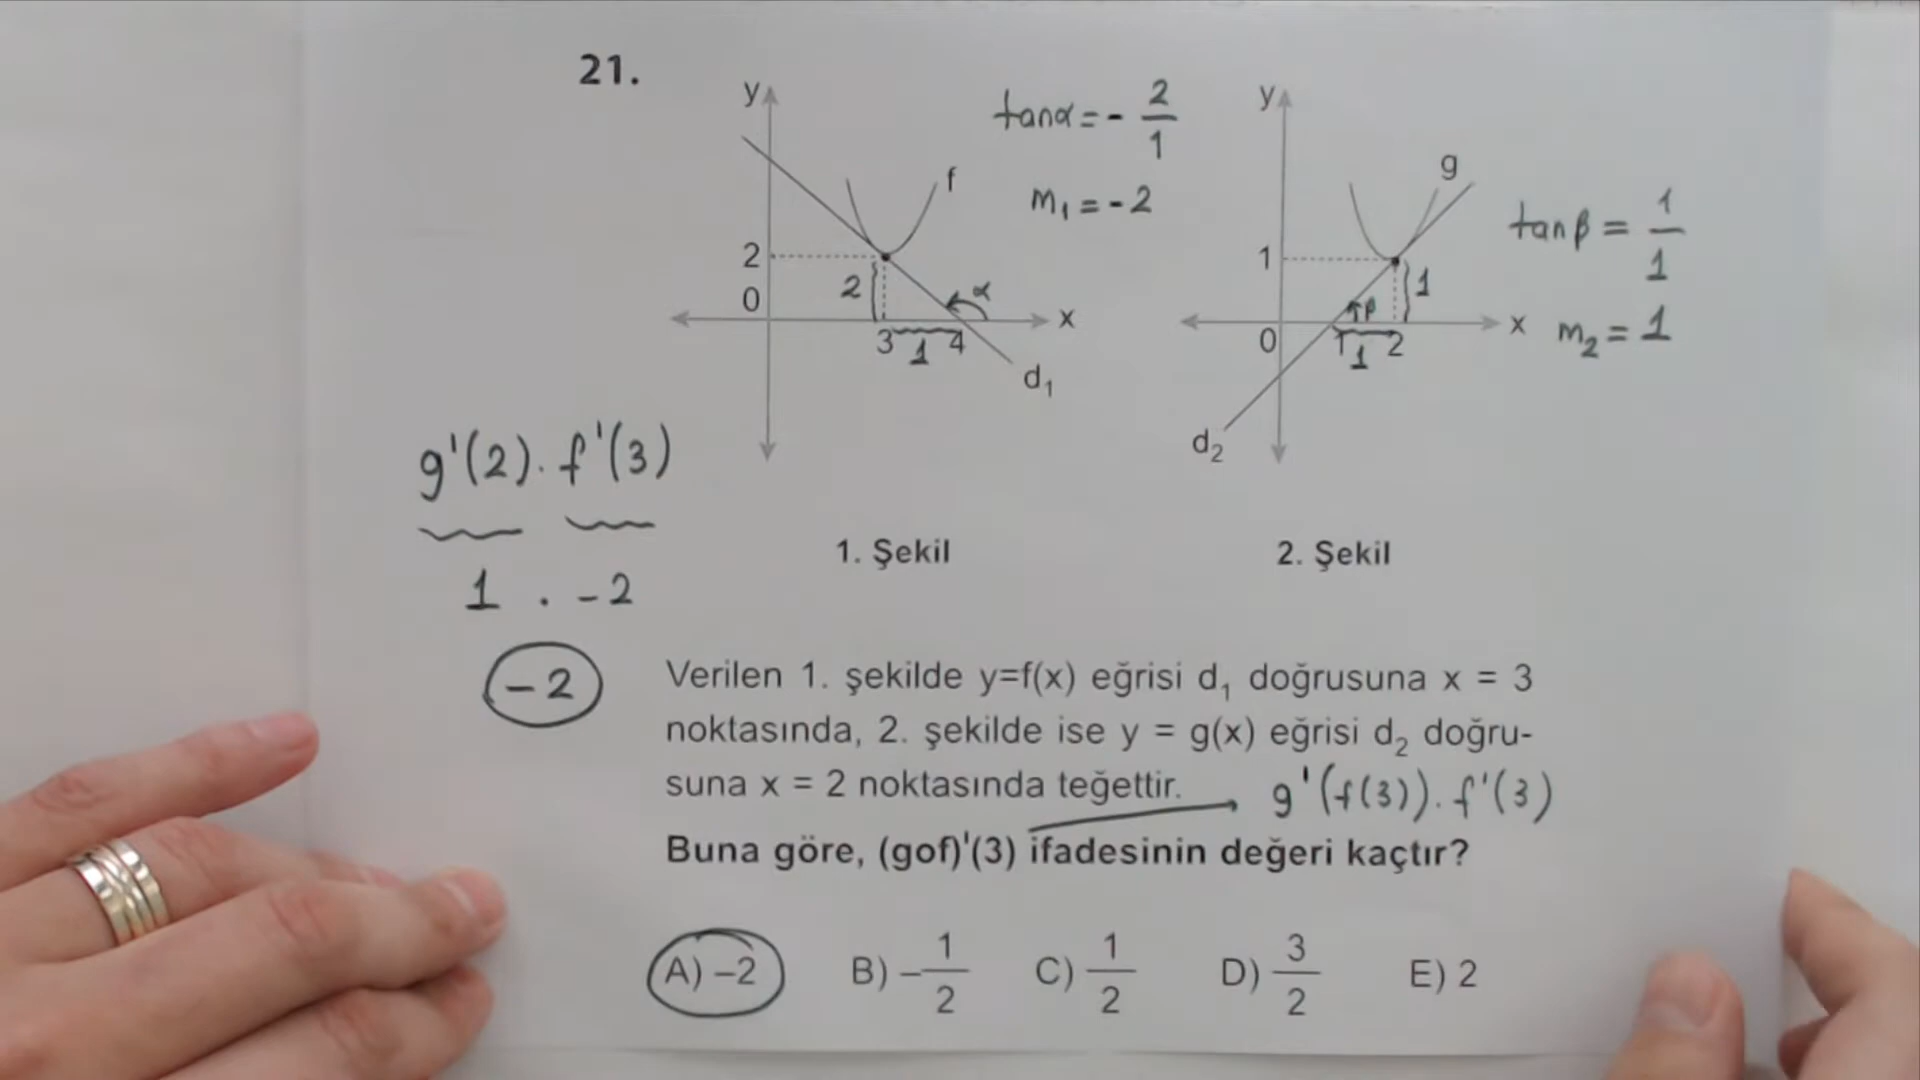 21.
y
tanα = - 2/1
m₁ = - 2
f
2
0
2
α
x
3 1 4
d₁
1. Şekil
y
g
tanβ = 1/1
m₂ = 1
1
1
β
x
0
1 1 2
d₂
2. Şekil
g'(2). f'(3)
1 . -2
-2
Verilen 1. şekilde y=f(x) eğrisi d₁ doğrusuna x = 3
noktasında, 2. şekilde ise y = g(x) eğrisi d₂ doğru-
suna x = 2 noktasında teğettir.
g'(f(3)). f'(3)
Buna göre, (gof)'(3) ifadesinin değeri kaçtır?
A) –2 B) –1/2 C) 1/2 D) 3/2 E) 2